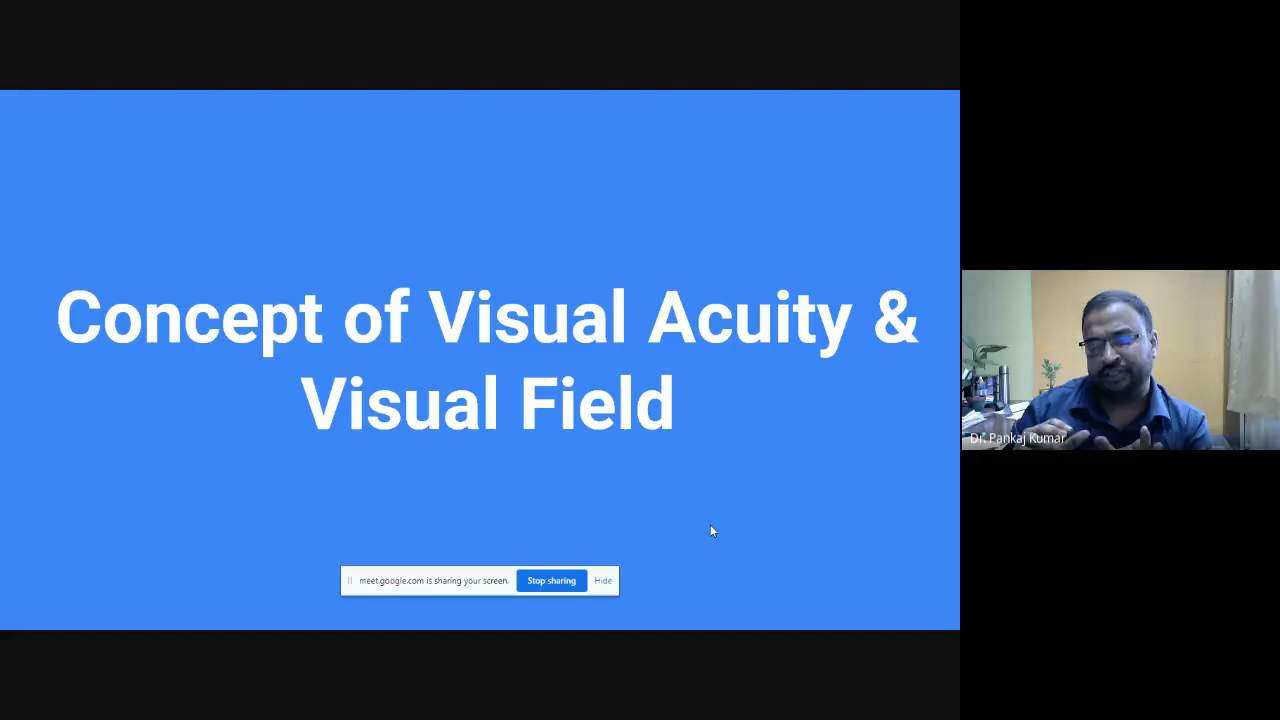 Concept of Visual Acuity &
Visual Field
meet.google.com is sharing your screen.
Stop sharing
Hide
Dr. Pankaj Kumar